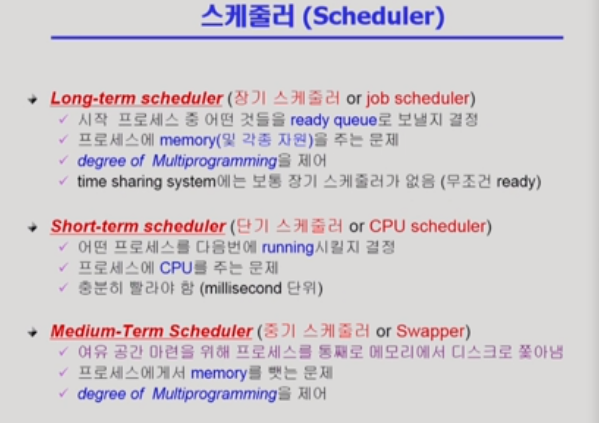 스케줄러 (Scheduler)
Long-term scheduler (장기 스케줄러 or job scheduler)
시작 프로세스 중 어떤 것들을 ready queue로 보낼지 결정
프로세스에 memory(및 각종 자원)을 주는 문제
degree of Multiprogramming을 제어
time sharing system에는 보통 장기 스케줄러가 없음 (무조건 ready)
Short-term scheduler (단기 스케줄러 or CPU scheduler)
어떤 프로세스를 다음번에 running시킬지 결정
프로세스에 CPU를 주는 문제
충분히 빨라야 함 (millisecond 단위)
Medium-Term Scheduler (중기 스케줄러 or Swapper)
여유 공간 마련을 위해 프로세스를 통째로 메모리에서 디스크로 쫓아냄
프로세스에게서 memory를 뺏는 문제
degree of Multiprogramming을 제어